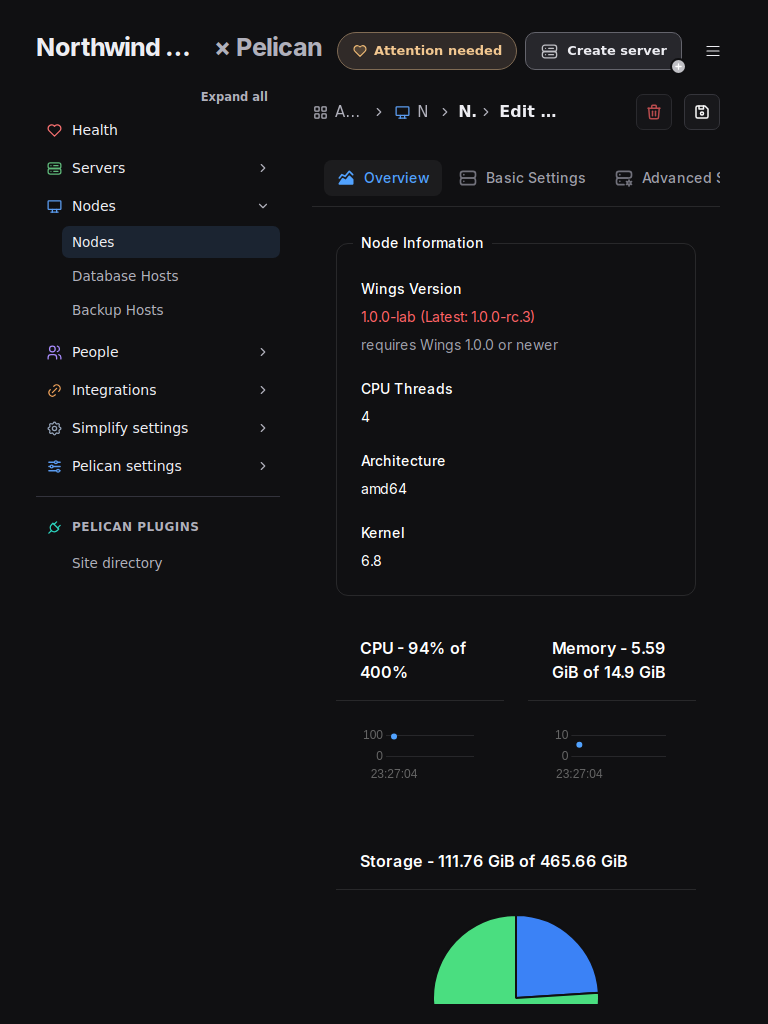 Northwind ... × Pelican
Attention needed
Create server
Expand all
Health
Servers
Nodes
Nodes
Database Hosts
Backup Hosts
People
Integrations
Simplify settings
Pelican settings
PELICAN PLUGINS
Site directory
A... > N > N. > Edit ...
Overview
Basic Settings
Advanced S
Node Information
Wings Version
1.0.0-lab (Latest: 1.0.0-rc.3)
requires Wings 1.0.0 or newer
CPU Threads
4
Architecture
amd64
Kernel
6.8
CPU - 94% of
400%
100
0
23:27:04
Memory - 5.59
GiB of 14.9 GiB
10
0
23:27:04
Storage - 111.76 GiB of 465.66 GiB